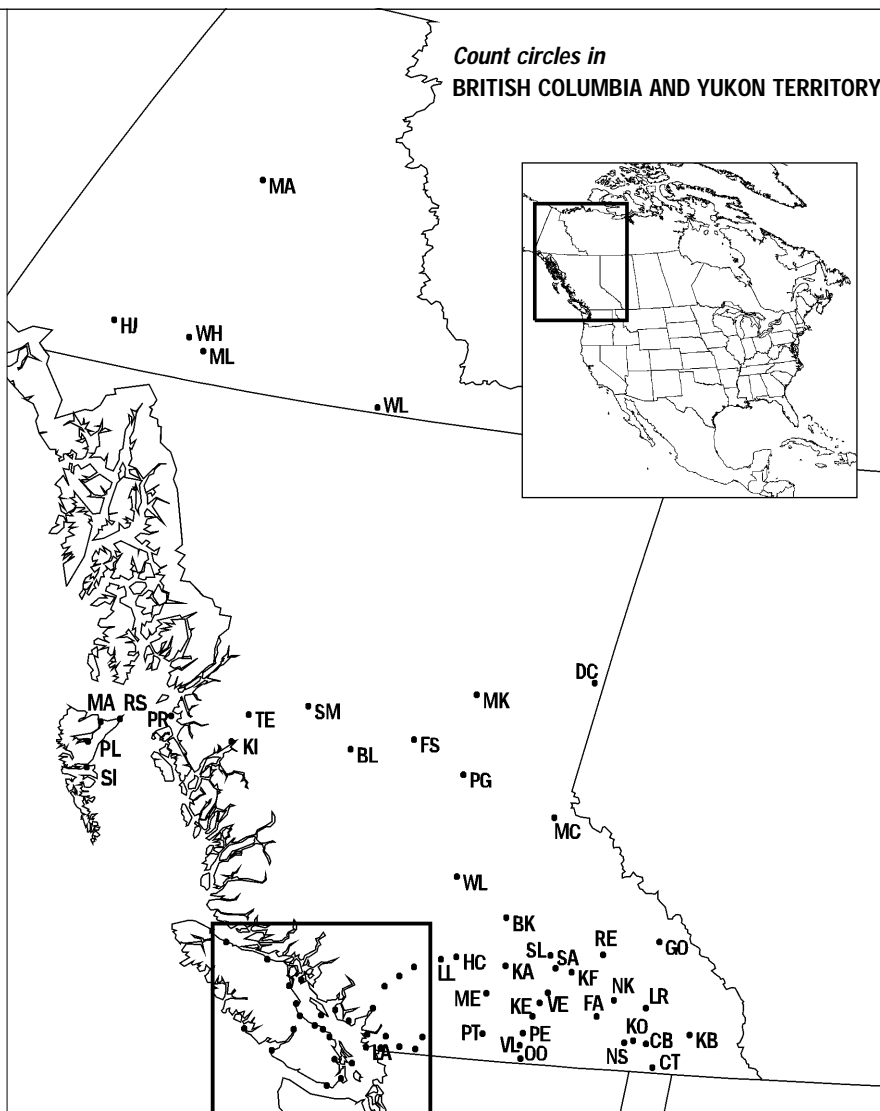 Count circles in
BRITISH COLUMBIA AND YUKON TERRITORY
MA
HJ
WH
ML
WL
DC
MK
MA RS
PR
TE
SM
KI
PL
BL
FS
SI
PG
MC
WL
BK
RE
GO
SL
SA
HC
LL
KA
KF
ME
NK
LR
KE
VE
FA
PT
PE
KO
CB
KB
VL
NS
LA
OO
CT